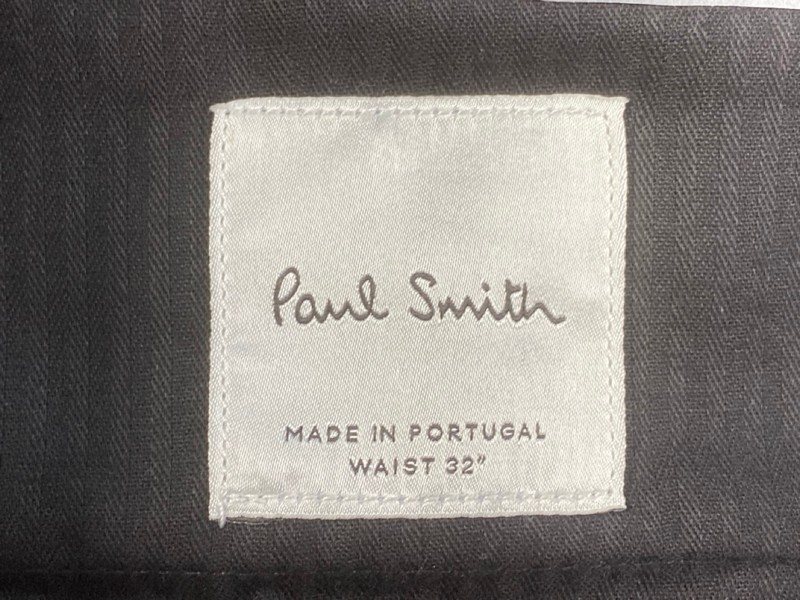 Paul Smith
MADE IN PORTUGAL
WAIST 32"